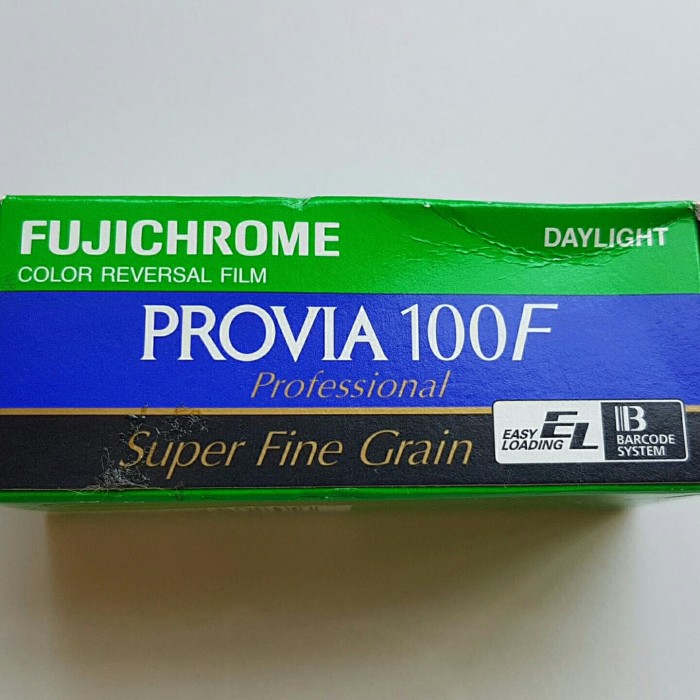 FUJICHROME
DAYLIGHT
COLOR REVERSAL FILM
PROVIA 100F
Professional
Super Fine Grain
EASY LOADING EL
B BARCODE SYSTEM